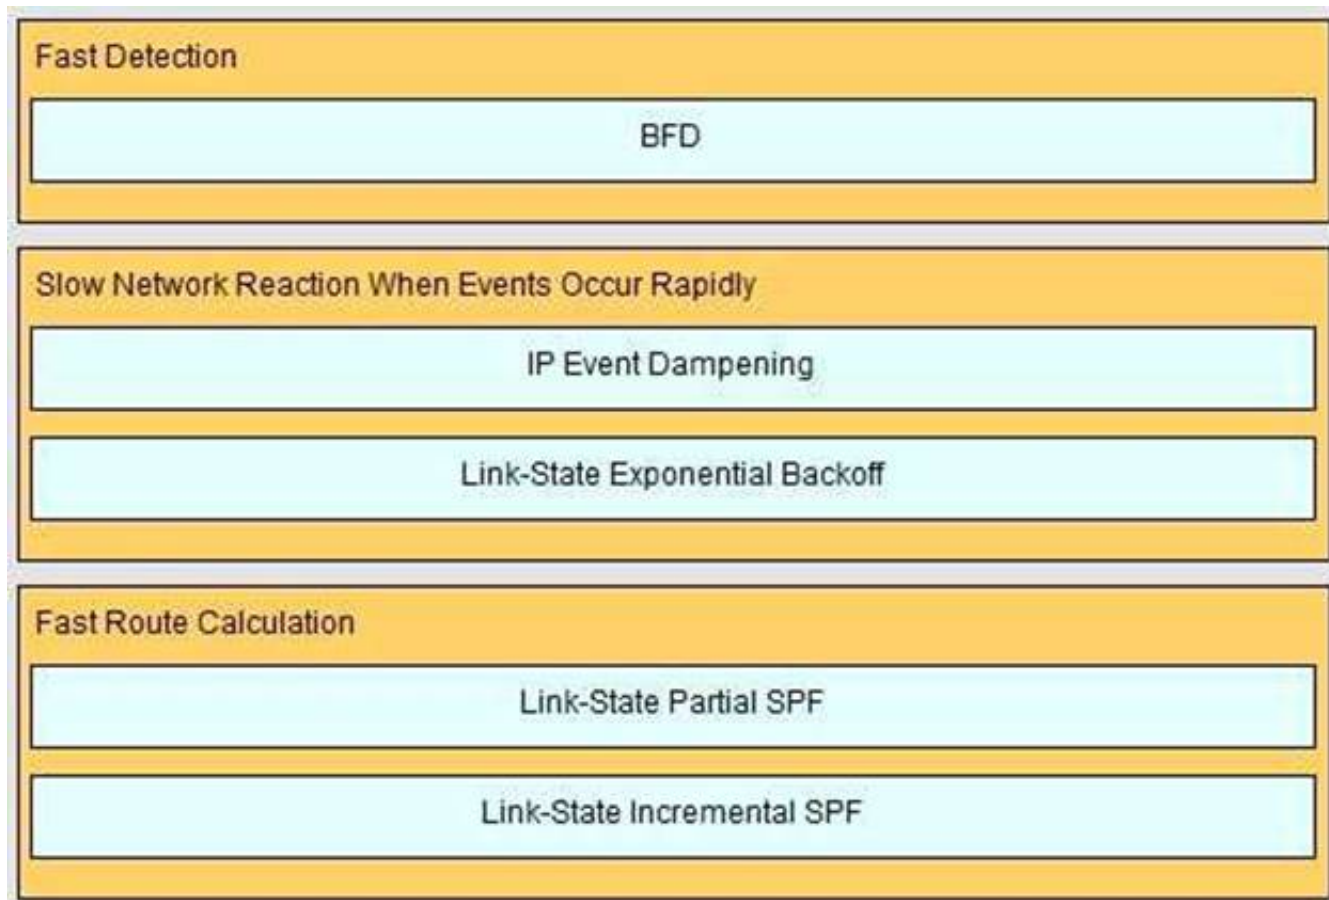 Fast Detection
BFD
Slow Network Reaction When Events Occur Rapidly
IP Event Dampening
Link-State Exponential Backoff
Fast Route Calculation
Link-State Partial SPF
Link-State Incremental SPF